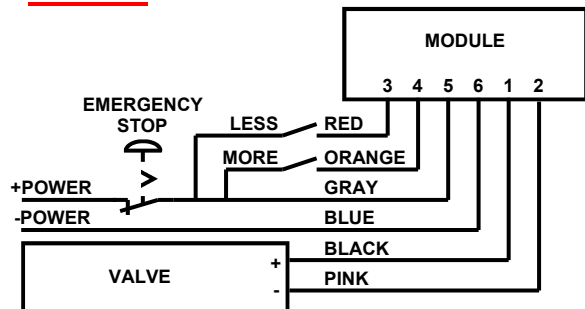 MODULE
3 4 5 6 1 2
EMERGENCY
STOP
LESS RED
MORE ORANGE
+POWER GRAY
-POWER BLUE
BLACK
VALVE + -
PINK